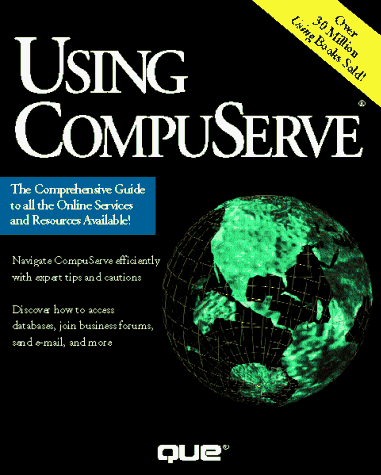 Over
30 Million
Using Books Sold!
USING
COMPUSERVE®
The Comprehensive Guide
to all the Online Services
and Resources Available!
Navigate CompuServe efficiently
with expert tips and cautions
Discover how to access
databases, join business forums,
send e-mail, and more
que®